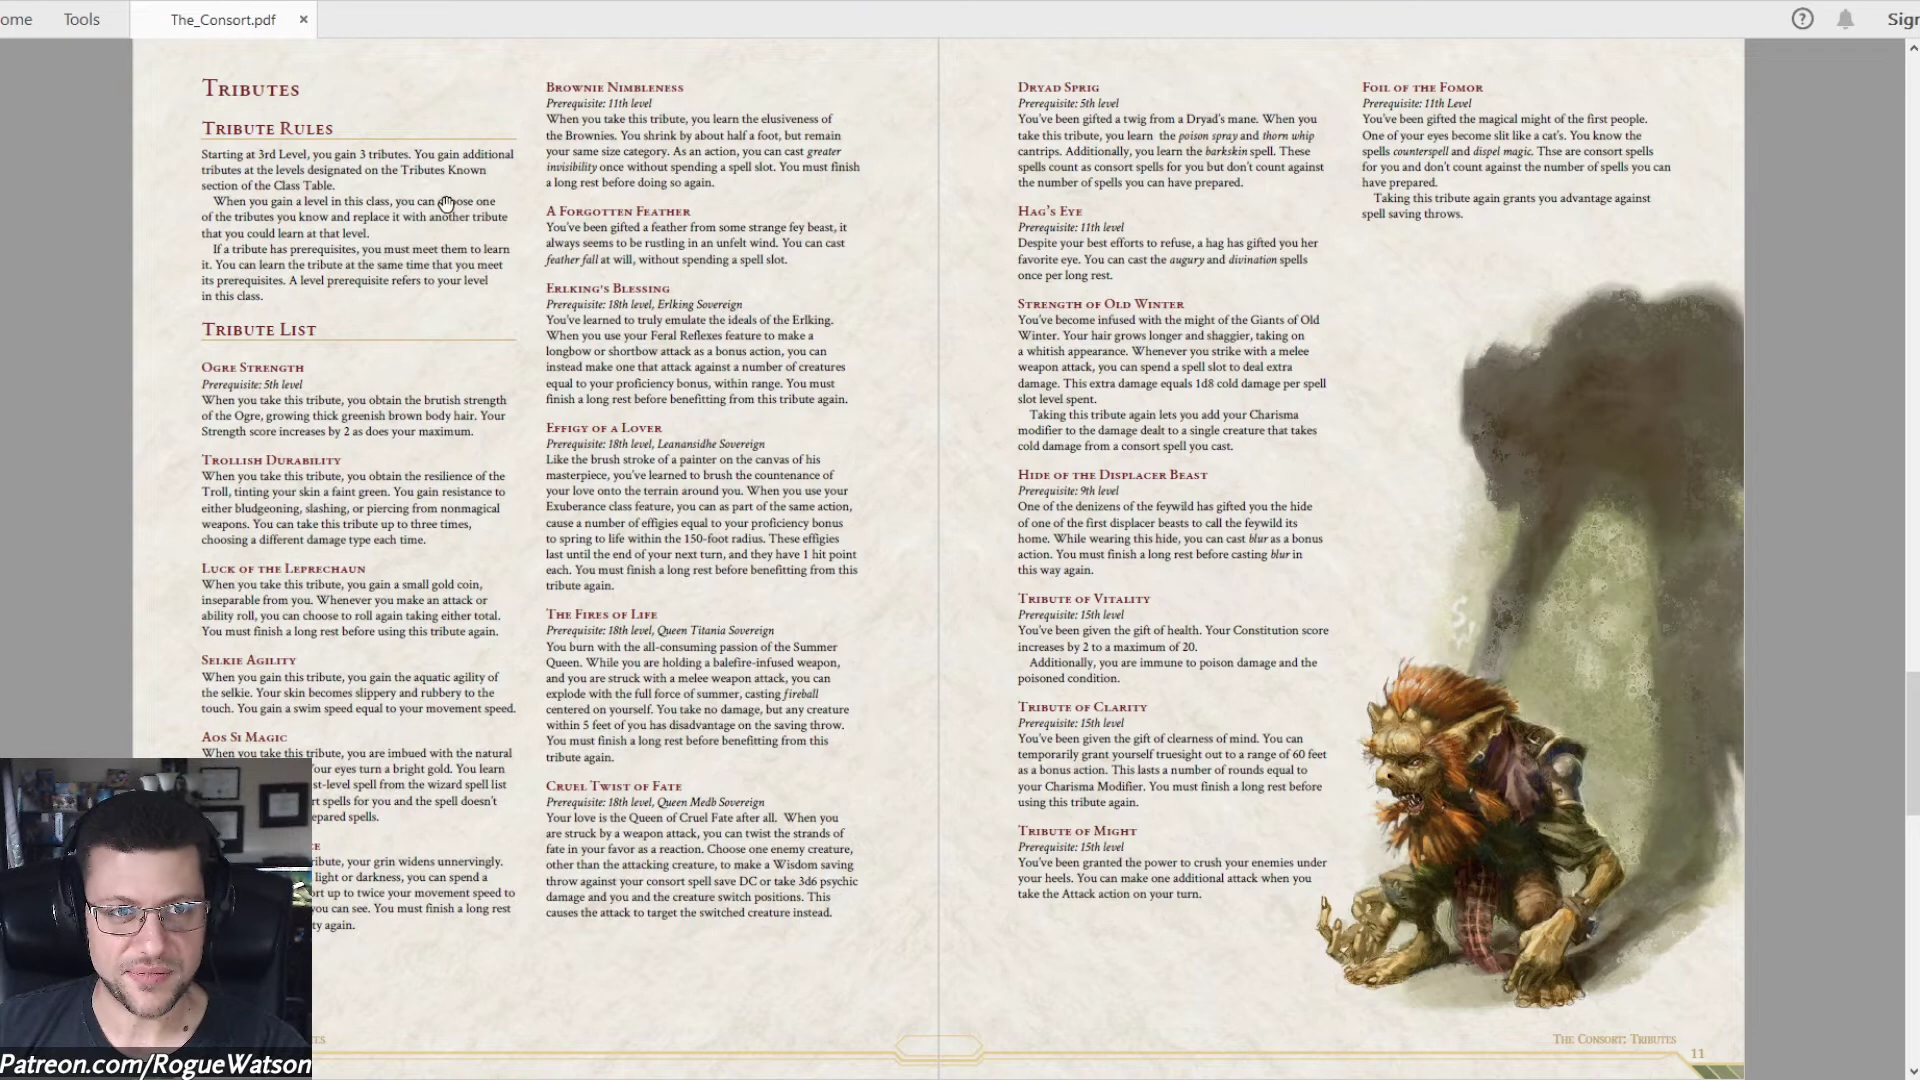 ome
Tools
The_Consort.pdf
×
?
Sigr
Tributes
Tribute Rules
Starting at 3rd Level, you gain 3 tributes. You gain additional
tributes at the levels designated on the Tributes Known
section of the Class Table.
When you gain a level in this class, you can choose one
of the tributes you know and replace it with another tribute
that you could learn at that level.
If a tribute has prerequisites, you must meet them to learn
it. You can learn the tribute at the same time that you meet
its prerequisites. A level prerequisite refers to your level
in this class.
Tribute List
Ogre Strength
Prerequisite: 5th level
When you take this tribute, you obtain the brutish strength
of the Ogre, growing thick greenish brown body hair. Your
Strength score increases by 2 as does your maximum.
Trollish Durability
When you take this tribute, you obtain the resilience of the
Troll, tinting your skin a faint green. You gain resistance to
either bludgeoning, slashing, or piercing from nonmagical
weapons. You can take this tribute up to three times,
choosing a different damage type each time.
Luck of the Leprechaun
When you take this tribute, you gain a small gold coin,
inseparable from you. Whenever you make an attack or
ability roll, you can choose to roll again taking either total.
You must finish a long rest before using this tribute again.
Selkie Agility
When you gain this tribute, you gain the aquatic agility of
the selkie. Your skin becomes slippery and rubbery to the
touch. You gain a swim speed equal to your movement speed.
Aos Si Magic
When you take this tribute, you are imbued with the natural
our eyes turn a bright gold. You learn
st-level spell from the wizard spell list
rt spells for you and the spell doesn't
epared spells.
ce
ribute, your grin widens unnervingly.
light or darkness, you can spend a
ort up to twice your movement speed to
you can see. You must finish a long rest
ty again.
Brownie Nimbleness
Prerequisite: 11th level
When you take this tribute, you learn the elusiveness of
the Brownies. You shrink by about half a foot, but remain
your same size category. As an action, you can cast greater
invisibility once without spending a spell slot. You must finish
a long rest before doing so again.
A Forgotten Feather
You've been gifted a feather from some strange fey beast, it
always seems to be rustling in an unfelt wind. You can cast
feather fall at will, without spending a spell slot.
Erlking's Blessing
Prerequisite: 18th level, Erlking Sovereign
You've learned to truly emulate the ideals of the Erlking.
When you use your Feral Reflexes feature to make a
longbow or shortbow attack as a bonus action, you can
instead make one that attack against a number of creatures
equal to your proficiency bonus, within range. You must
finish a long rest before benefitting from this tribute again.
Effigy of a Lover
Prerequisite: 18th level, Leanansidhe Sovereign
Like the brush stroke of a painter on the canvas of his
masterpiece, you've learned to brush the countenance of
your love onto the terrain around you. When you use your
Exuberance class feature, you can as part of the same action,
cause a number of effigies equal to your proficiency bonus
to spring to life within the 150-foot radius. These effigies
last until the end of your next turn, and they have 1 hit point
each. You must finish a long rest before benefitting from this
tribute again.
The Fires of Life
Prerequisite: 18th level, Queen Titania Sovereign
You burn with the all-consuming passion of the Summer
Queen. While you are holding a balefire-infused weapon,
and you are struck with a melee weapon attack, you can
explode with the full force of summer, casting fireball
centered on yourself. You take no damage, but any creature
within 5 feet of you has disadvantage on the saving throw.
You must finish a long rest before benefitting from this
tribute again.
Cruel Twist of Fate
Prerequisite: 18th level, Queen Medb Sovereign
Your love is the Queen of Cruel Fate after all. When you
are struck by a weapon attack, you can twist the strands of
fate in your favor as a reaction. Choose one enemy creature,
other than the attacking creature, to make a Wisdom saving
throw against your consort spell save DC or take 3d6 psychic
damage and you and the creature switch positions. This
causes the attack to target the switched creature instead.
Dryad Sprig
Prerequisite: 5th level
You've been gifted a twig from a Dryad's mane. When you
take this tribute, you learn the poison spray and thorn whip
cantrips. Additionally, you learn the barkskin spell. These
spells count as consort spells for you but don't count against
the number of spells you can have prepared.
Hag's Eye
Prerequisite: 11th level
Despite your best efforts to refuse, a hag has gifted you her
favorite eye. You can cast the augury and divination spells
once per long rest.
Strength of Old Winter
You've become infused with the might of the Giants of Old
Winter. Your hair grows longer and shaggier, taking on
a whitish appearance. Whenever you strike with a melee
weapon attack, you can spend a spell slot to deal extra
damage. This extra damage equals 1d8 cold damage per spell
slot level spent.
Taking this tribute again lets you add your Charisma
modifier to the damage dealt to a single creature that takes
cold damage from a consort spell you cast.
Hide of the Displacer Beast
Prerequisite: 9th level
One of the denizens of the feywild has gifted you the hide
of one of the first displacer beasts to call the feywild its
home. While wearing this hide, you can cast blur as a bonus
action. You must finish a long rest before casting blur in
this way again.
Tribute of Vitality
Prerequisite: 15th level
You've been given the gift of health. Your Constitution score
increases by 2 to a maximum of 20.
Additionally, you are immune to poison damage and the
poisoned condition.
Tribute of Clarity
Prerequisite: 15th level
You've been given the gift of clearness of mind. You can
temporarily grant yourself truesight out to a range of 60 feet
as a bonus action. This lasts a number of rounds equal to
your Charisma Modifier. You must finish a long rest before
using this tribute again.
Tribute of Might
Prerequisite: 15th level
You've been granted the power to crush your enemies under
your heels. You can make one additional attack when you
take the Attack action on your turn.
Foil of the Fomor
Prerequisite: 11th Level
You've been gifted the magical might of the first people.
One of your eyes become slit like a cat's. You know the
spells counterspell and dispel magic. Thse are consort spells
for you and don't count against the number of spells you can
have prepared.
Taking this tribute again grants you advantage against
spell saving throws.
The Consort: Tributes
11
Patreon.com/RogueWatson